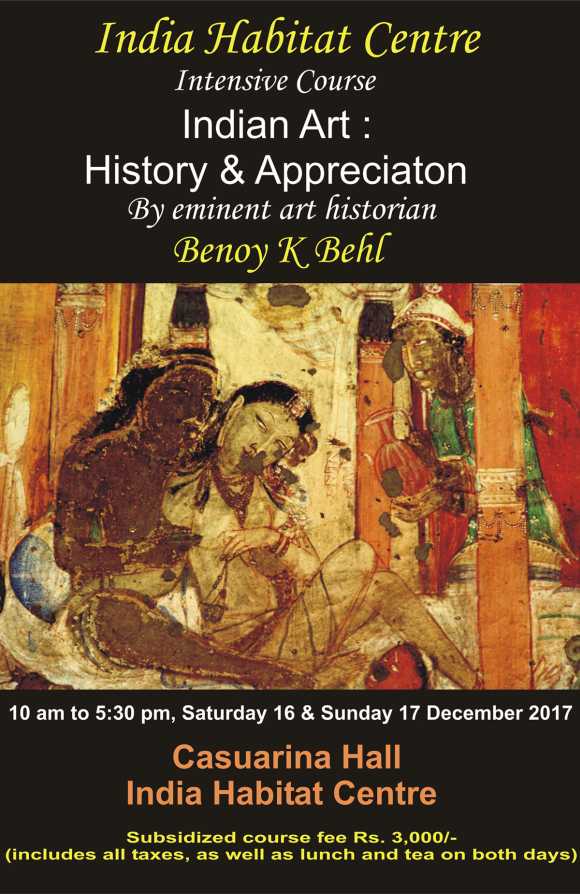 India Habitat Centre
Intensive Course
Indian Art :
History & Appreciaton
By eminent art historian
Benoy K Behl
10 am to 5:30 pm, Saturday 16 & Sunday 17 December 2017
Casuarina Hall
India Habitat Centre
Subsidized course fee Rs. 3,000/-
(includes all taxes, as well as lunch and tea on both days)